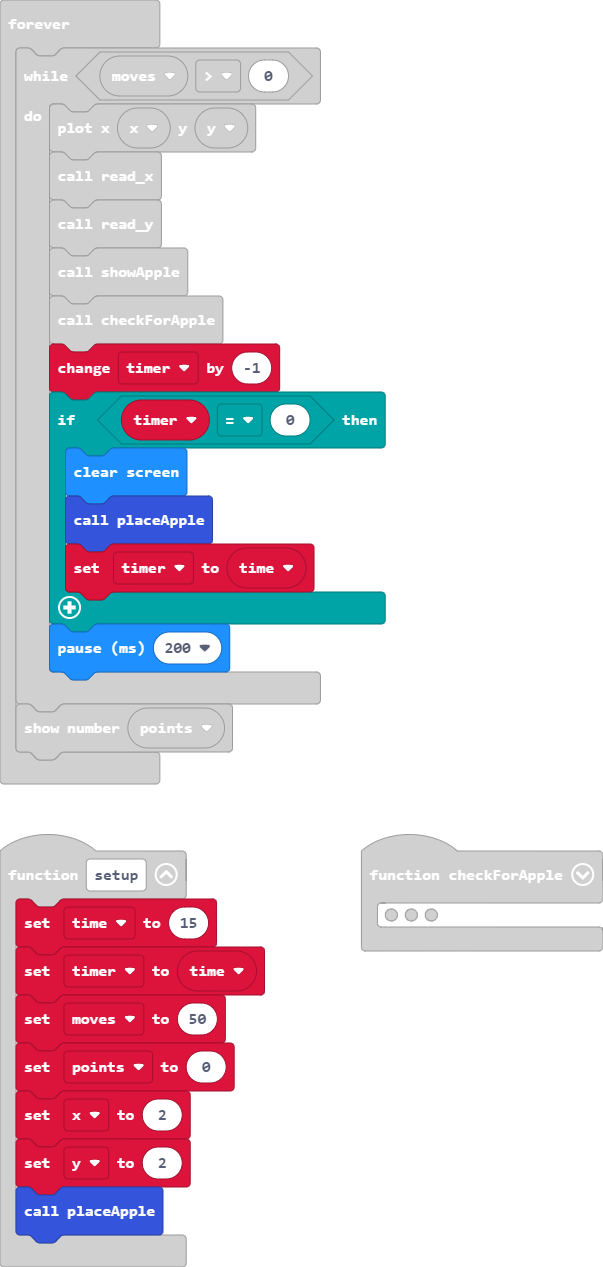 forever
while moves > 0
do
plot x x y y
call read_x
call read_y
call showApple
call checkForApple
change timer by -1
if timer = 0 then
clear screen
call placeApple
set timer to time
pause (ms) 200
show number points
function setup
set time to 15
set timer to time
set moves to 50
set points to 0
set x to 2
set y to 2
call placeApple
function checkForApple